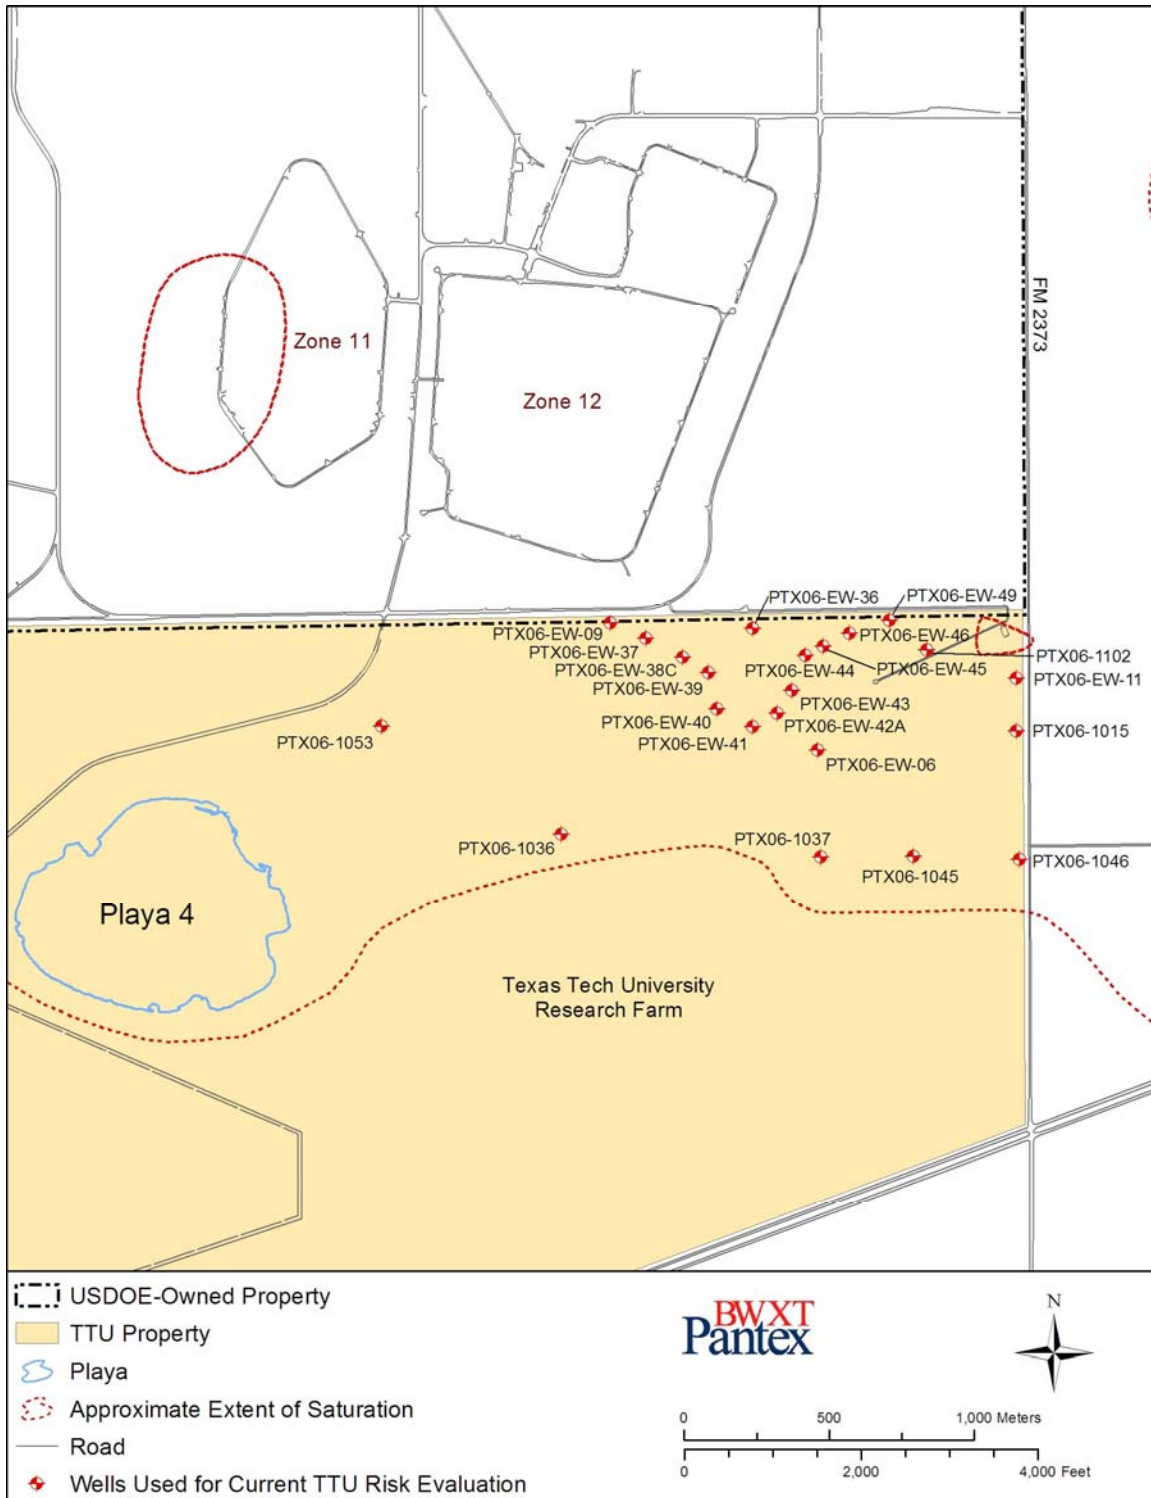 FM 2373
Zone 11
Zone 12
PTX06-EW-36
PTX06-EW-49
PTX06-EW-09
PTX06-EW-46
PTX06-EW-37
PTX06-1102
PTX06-EW-38C
PTX06-EW-44
PTX06-EW-45
PTX06-EW-11
PTX06-EW-39
PTX06-EW-43
PTX06-EW-40
PTX06-EW-42A
PTX06-1015
PTX06-1053
PTX06-EW-41
PTX06-EW-06
PTX06-1036
PTX06-1037
PTX06-1045
PTX06-1046
Playa 4
Texas Tech University
Research Farm
USDOE-Owned Property
TTU Property
Playa
Approximate Extent of Saturation
Road
Wells Used for Current TTU Risk Evaluation
BWXT
Pantex
N
0 500 1,000 Meters
0 2,000 4,000 Feet